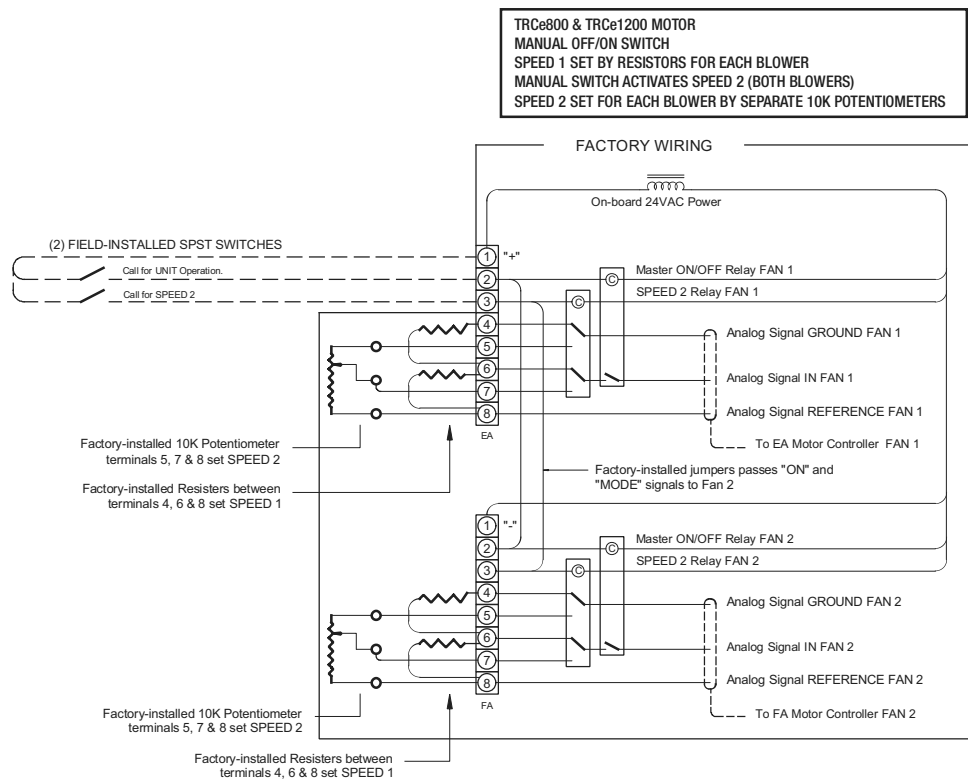 TRCe800 & TRCe1200 MOTOR
MANUAL OFF/ON SWITCH
SPEED 1 SET BY RESISTORS FOR EACH BLOWER
MANUAL SWITCH ACTIVATES SPEED 2 (BOTH BLOWERS)
SPEED 2 SET FOR EACH BLOWER BY SEPARATE 10K POTENTIOMETERS
FACTORY WIRING
On-board 24VAC Power
(2) FIELD-INSTALLED SPST SWITCHES
1 "+"
Call for UNIT Operation.
2
Master ON/OFF Relay FAN 1
C
Call for SPEED 2
3
SPEED 2 Relay FAN 1
C
4
Analog Signal GROUND FAN 1
5
6
Analog Signal IN FAN 1
7
8
Analog Signal REFERENCE FAN 1
EA
To EA Motor Controller FAN 1
Factory-installed 10K Potentiometer
terminals 5, 7 & 8 set SPEED 2
Factory-installed jumpers passes "ON" and
"MODE" signals to Fan 2
Factory-installed Resisters between
terminals 4, 6 & 8 set SPEED 1
1 "-"
2
Master ON/OFF Relay FAN 2
C
3
SPEED 2 Relay FAN 2
C
4
Analog Signal GROUND FAN 2
5
6
Analog Signal IN FAN 2
7
8
Analog Signal REFERENCE FAN 2
FA
To FA Motor Controller FAN 2
Factory-installed 10K Potentiometer
terminals 5, 7 & 8 set SPEED 2
Factory-installed Resisters between
terminals 4, 6 & 8 set SPEED 1